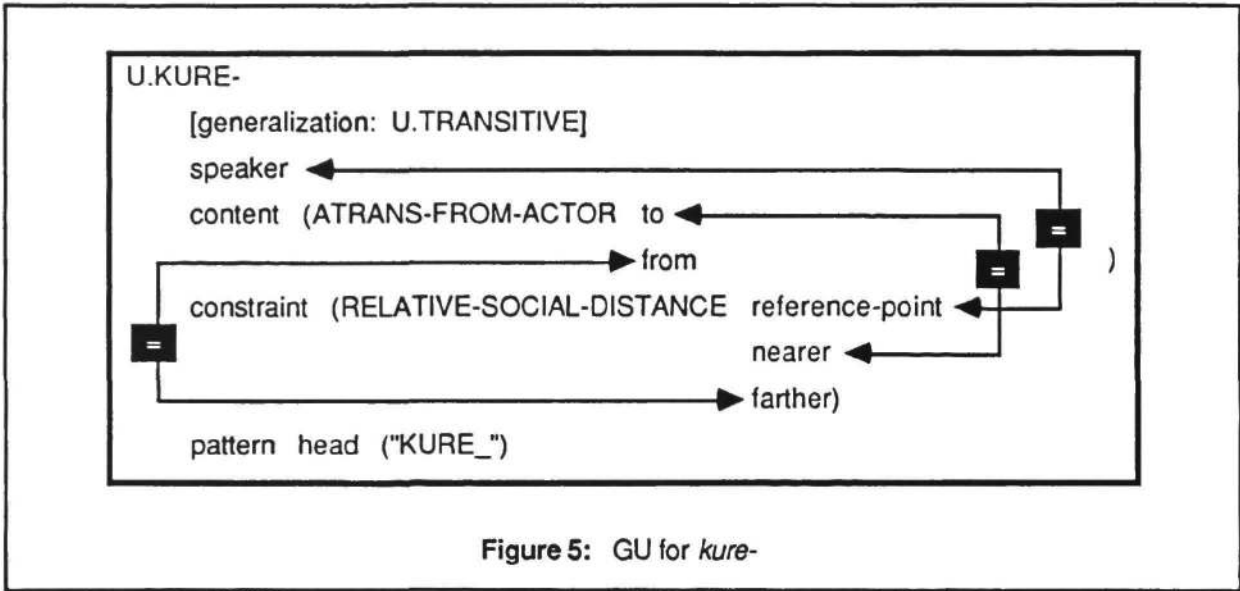 U.KURE-
[generalization: U.TRANSITIVE]
speaker
content (ATRANS-FROM-ACTOR to
=
from
=
)
constraint (RELATIVE-SOCIAL-DISTANCE reference-point
=
nearer
farther)
pattern head ("KURE_")
Figure 5: GU for kure-